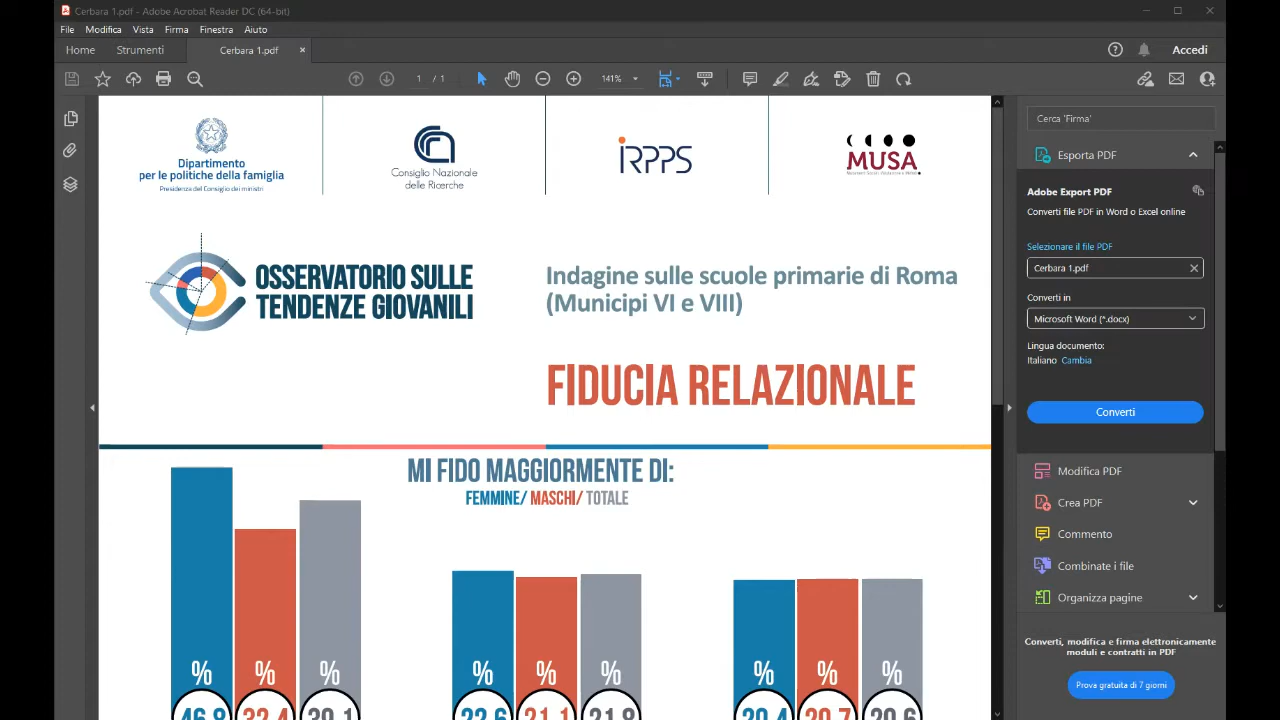 Cerbara 1.pdf - Adobe Acrobat Reader DC (64-bit)
File Modifica Vista Firma Finestra Aiuto
Home Strumenti Cerbara 1.pdf × Accedi
1 / 1 141%
Cerca 'Firma'
Dipartimento
per le politiche della famiglia
Presidenza del Consiglio dei ministri
Consiglio Nazionale
delle Ricerche
IRPPS
MUSA
Esporta PDF
Adobe Export PDF
Converti file PDF in Word o Excel online
Selezionare il file PDF
Cerbara 1.pdf
Converti in
Microsoft Word (*.docx)
Lingua documento:
Italiano Cambia
Converti
OSSERVATORIO SULLE
TENDENZE GIOVANILI
Indagine sulle scuole primarie di Roma
(Municipi VI e VIII)
FIDUCIA RELAZIONALE
MI FIDO MAGGIORMENTE DI:
FEMMINE/ MASCHI/ TOTALE
% % % % % % % % %
Modifica PDF
Crea PDF
Commento
Combinate i file
Organizza pagine
Converti, modifica e firma elettronicamente
moduli e contratti in PDF
Prova gratuita di 7 giorni